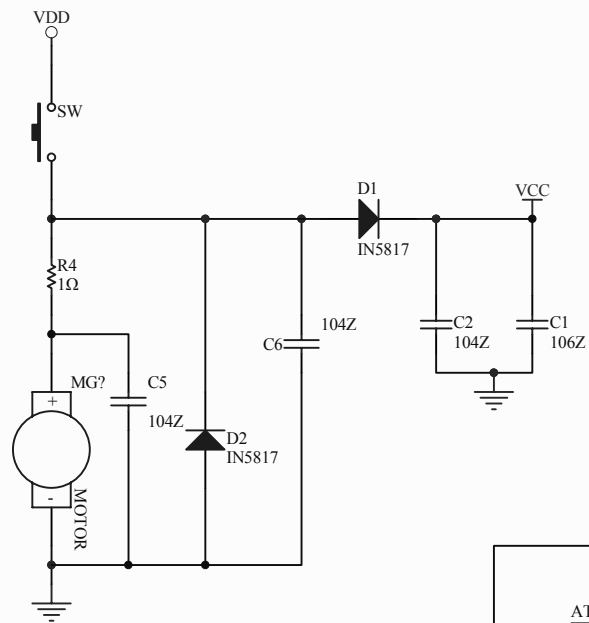 VDD
SW
D1
VCC
IN5817
R4
1Ω
104Z
C6
C2
104Z
C1
106Z
MG?
C5
104Z
+
D2
IN5817
-
MOTOR
AT